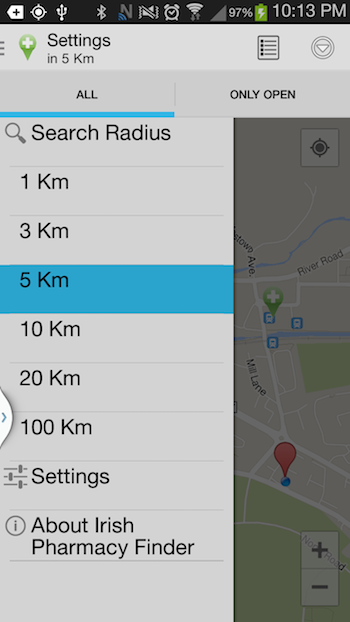 97% 10:13 PM
Settings
in 5 Km
ALL ONLY OPEN
Search Radius
1 Km
3 Km
5 Km
10 Km
20 Km
100 Km
Settings
About Irish
Pharmacy Finder
River Road
Mill Lane
Road